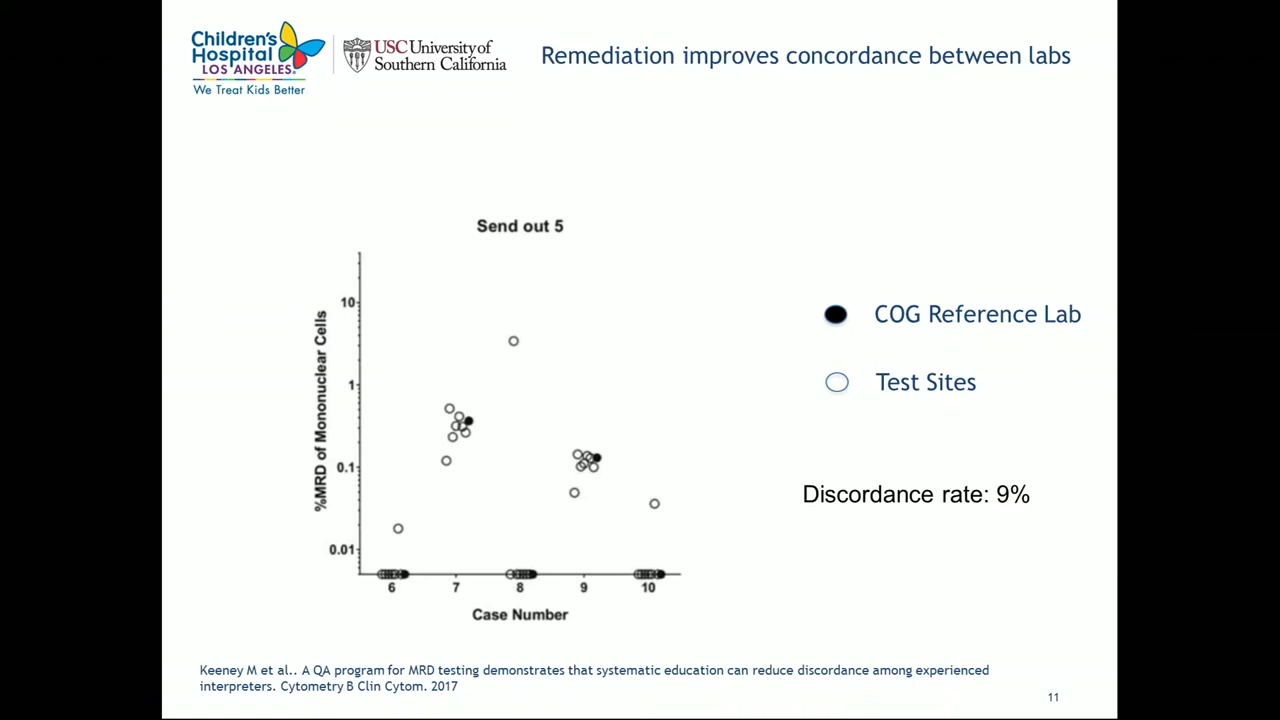 Children's
Hospital
LOS ANGELES®
We Treat Kids Better
USC University of
Southern California
Remediation improves concordance between labs
Send out 5
%MRD of Mononuclear Cells
10
1
0.1
0.01
6 7 8 9 10
Case Number
COG Reference Lab
Test Sites
Discordance rate: 9%
Keeney M et al.. A QA program for MRD testing demonstrates that systematic education can reduce discordance among experienced
interpreters. Cytometry B Clin Cytom. 2017
11